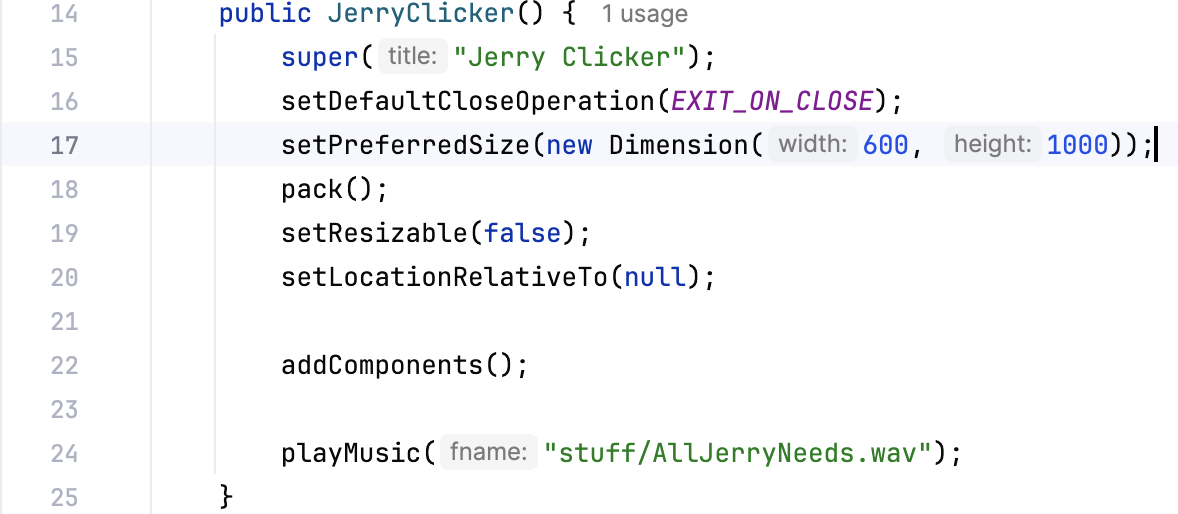 14 public JerryClicker() { 1 usage
15 super( title: "Jerry Clicker");
16 setDefaultCloseOperation(EXIT_ON_CLOSE);
17 setPreferredSize(new Dimension( width: 600, height: 1000));
18 pack();
19 setResizable(false);
20 setLocationRelativeTo(null);
21
22 addComponents();
23
24 playMusic( fname: "stuff/AllJerryNeeds.wav");
25 }